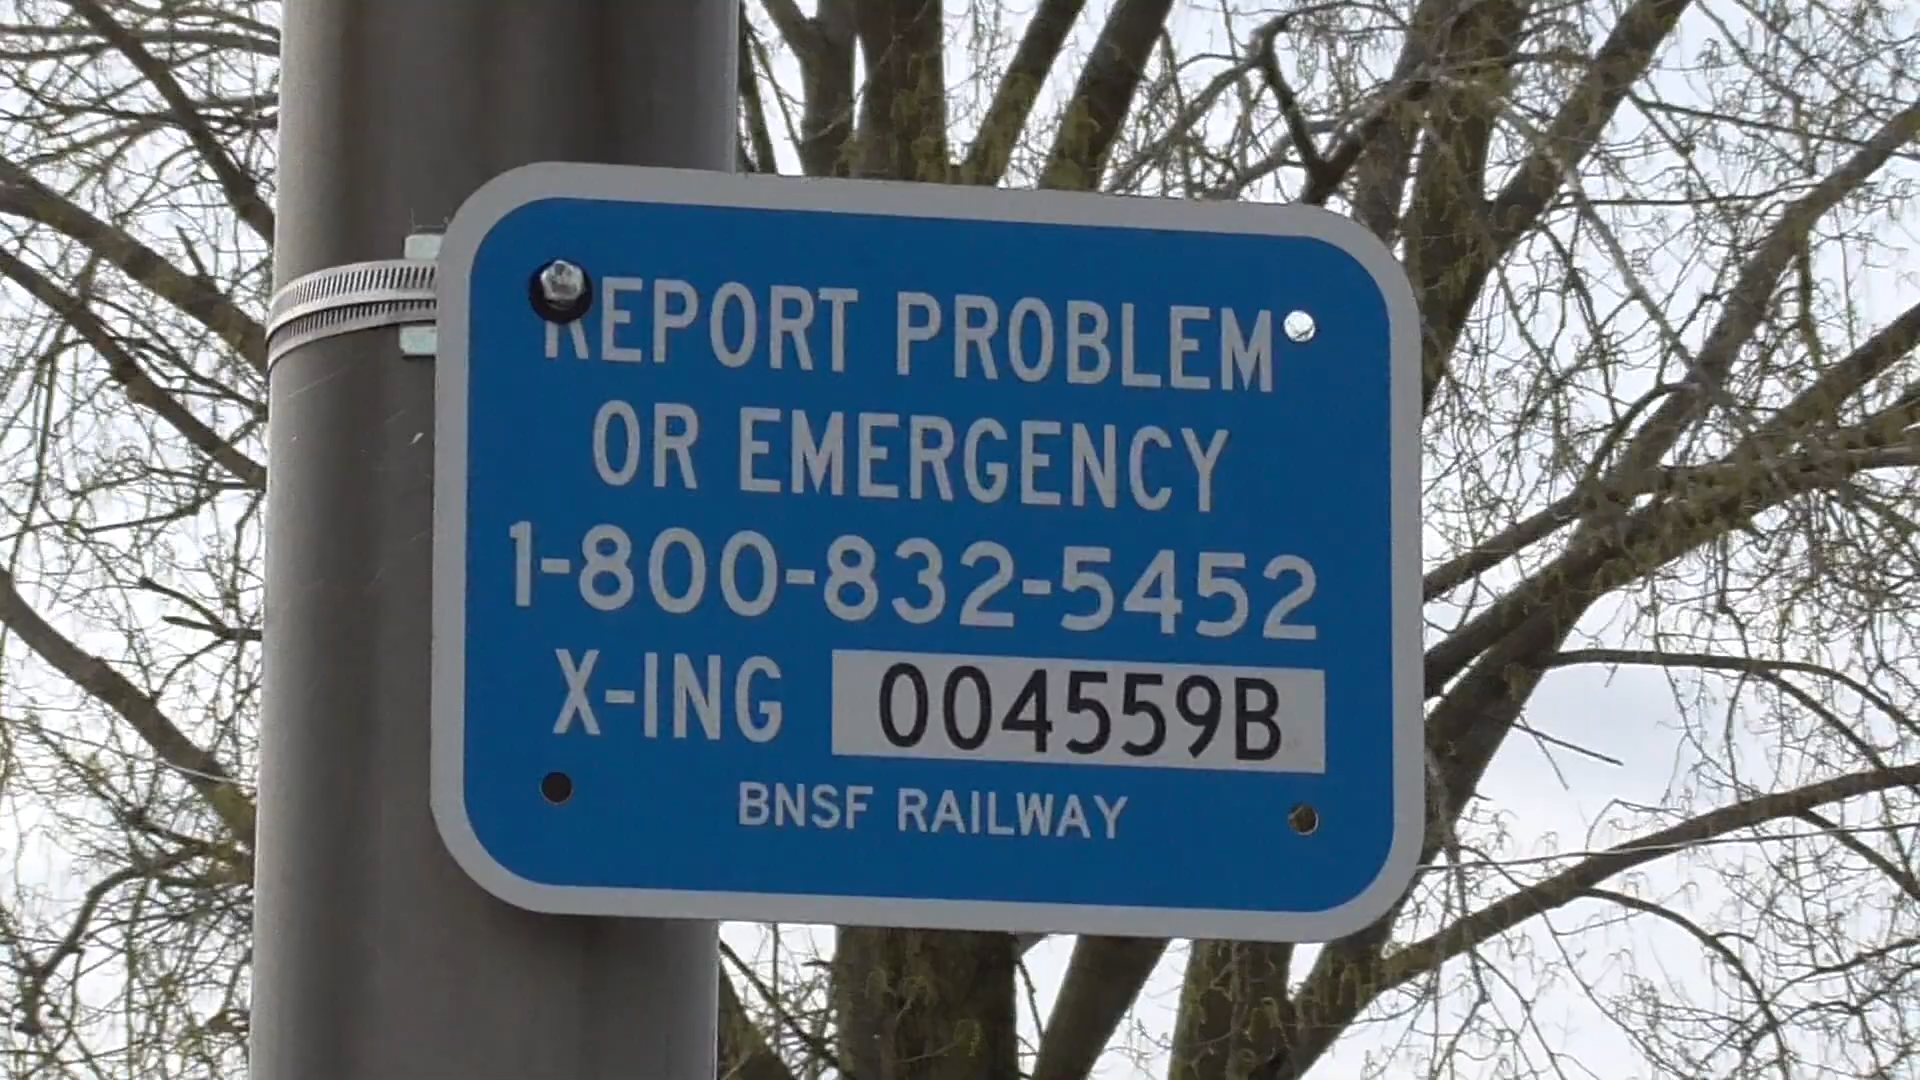 REPORT PROBLEM
OR EMERGENCY
1-800-832-5452
X-ING 004559B
BNSF RAILWAY